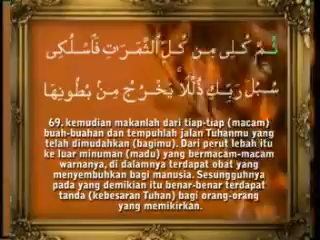 ثُمَّ كُلِى مِن كُلِّ الثَّمَرَٰتِ فَاسْلُكِى
سُبُلَ رَبِّكِ ذُلُلًا ۚ يَخْرُجُ مِنۢ بُطُونِهَا
69. kemudian makanlah dari tiap-tiap (macam)
buah-buahan dan tempuhlah jalan Tuhanmu yang
telah dimudahkan (bagimu). Dari perut lebah itu
ke luar minuman (madu) yang bermacam-macam
warnanya, di dalamnya terdapat obat yang
menyembuhkan bagi manusia. Sesungguhnya
pada yang demikian itu benar-benar terdapat
tanda (kebesaran Tuhan) bagi orang-orang
yang memikirkan.